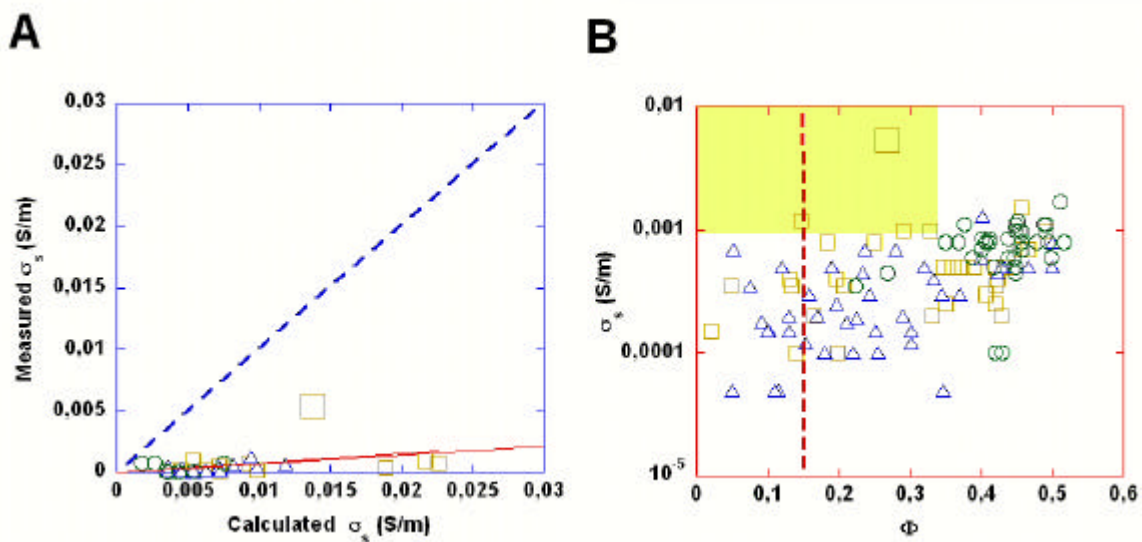 A
B
0,03
0,025
0,02
0,015
0,01
0,005
0
Measured σs (S/m)
0 0,005 0,01 0,015 0,02 0,025 0,03
Calculated σs (S/m)
0,01
0.001
0.0001
10-5
σs (S/m)
0 0,1 0,2 0,3 0,4 0,5 0,6
Φ